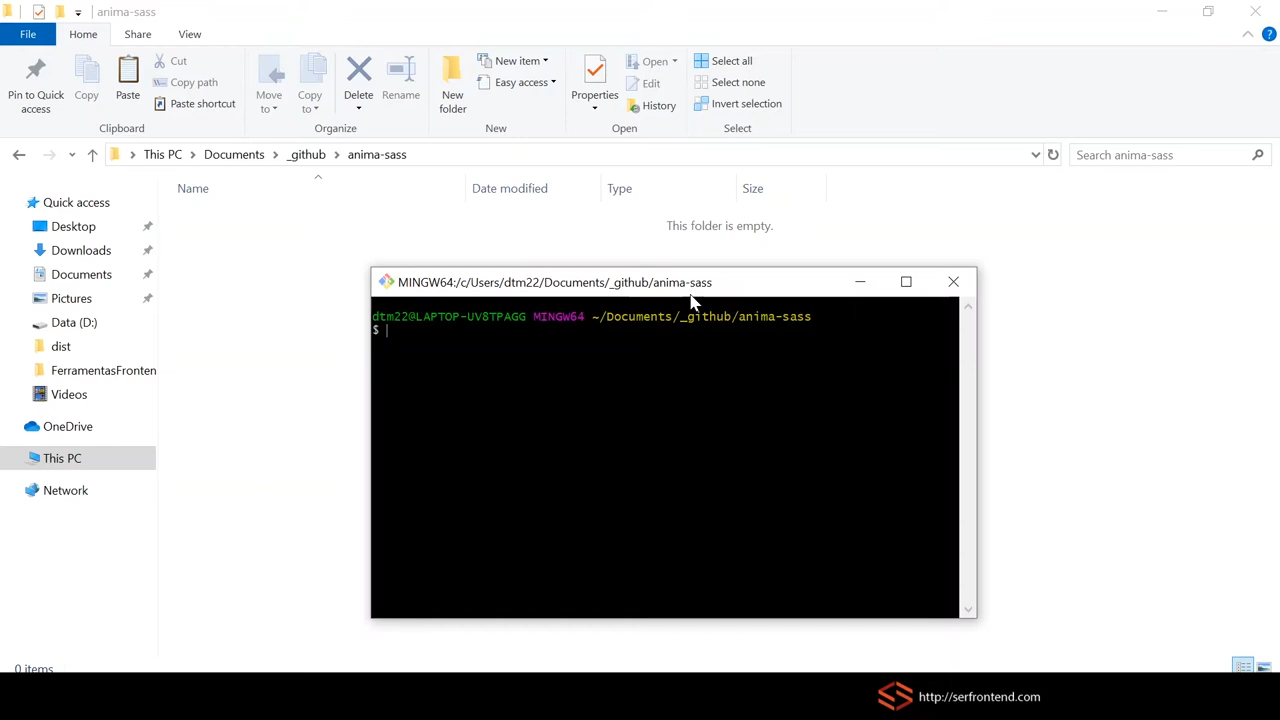 anima-sass
File Home Share View
Pin to Quick access
Copy
Paste
Cut
Copy path
Paste shortcut
Clipboard
Move to
Copy to
Delete
Rename
Organize
New folder
New item
Easy access
New
Properties
Open
Edit
History
Open
Select all
Select none
Invert selection
Select
This PC > Documents > _github > anima-sass
Search anima-sass
Name Date modified Type Size
This folder is empty.
Quick access
Desktop
Downloads
Documents
Pictures
Data (D:)
dist
FerramentasFronten
Videos
OneDrive
This PC
Network
MINGW64:/c/Users/dtm22/Documents/_github/anima-sass
dtm22@LAPTOP-UV8TPAGG MINGW64 ~/Documents/_github/anima-sass
$
0 items
http://serfrontend.com